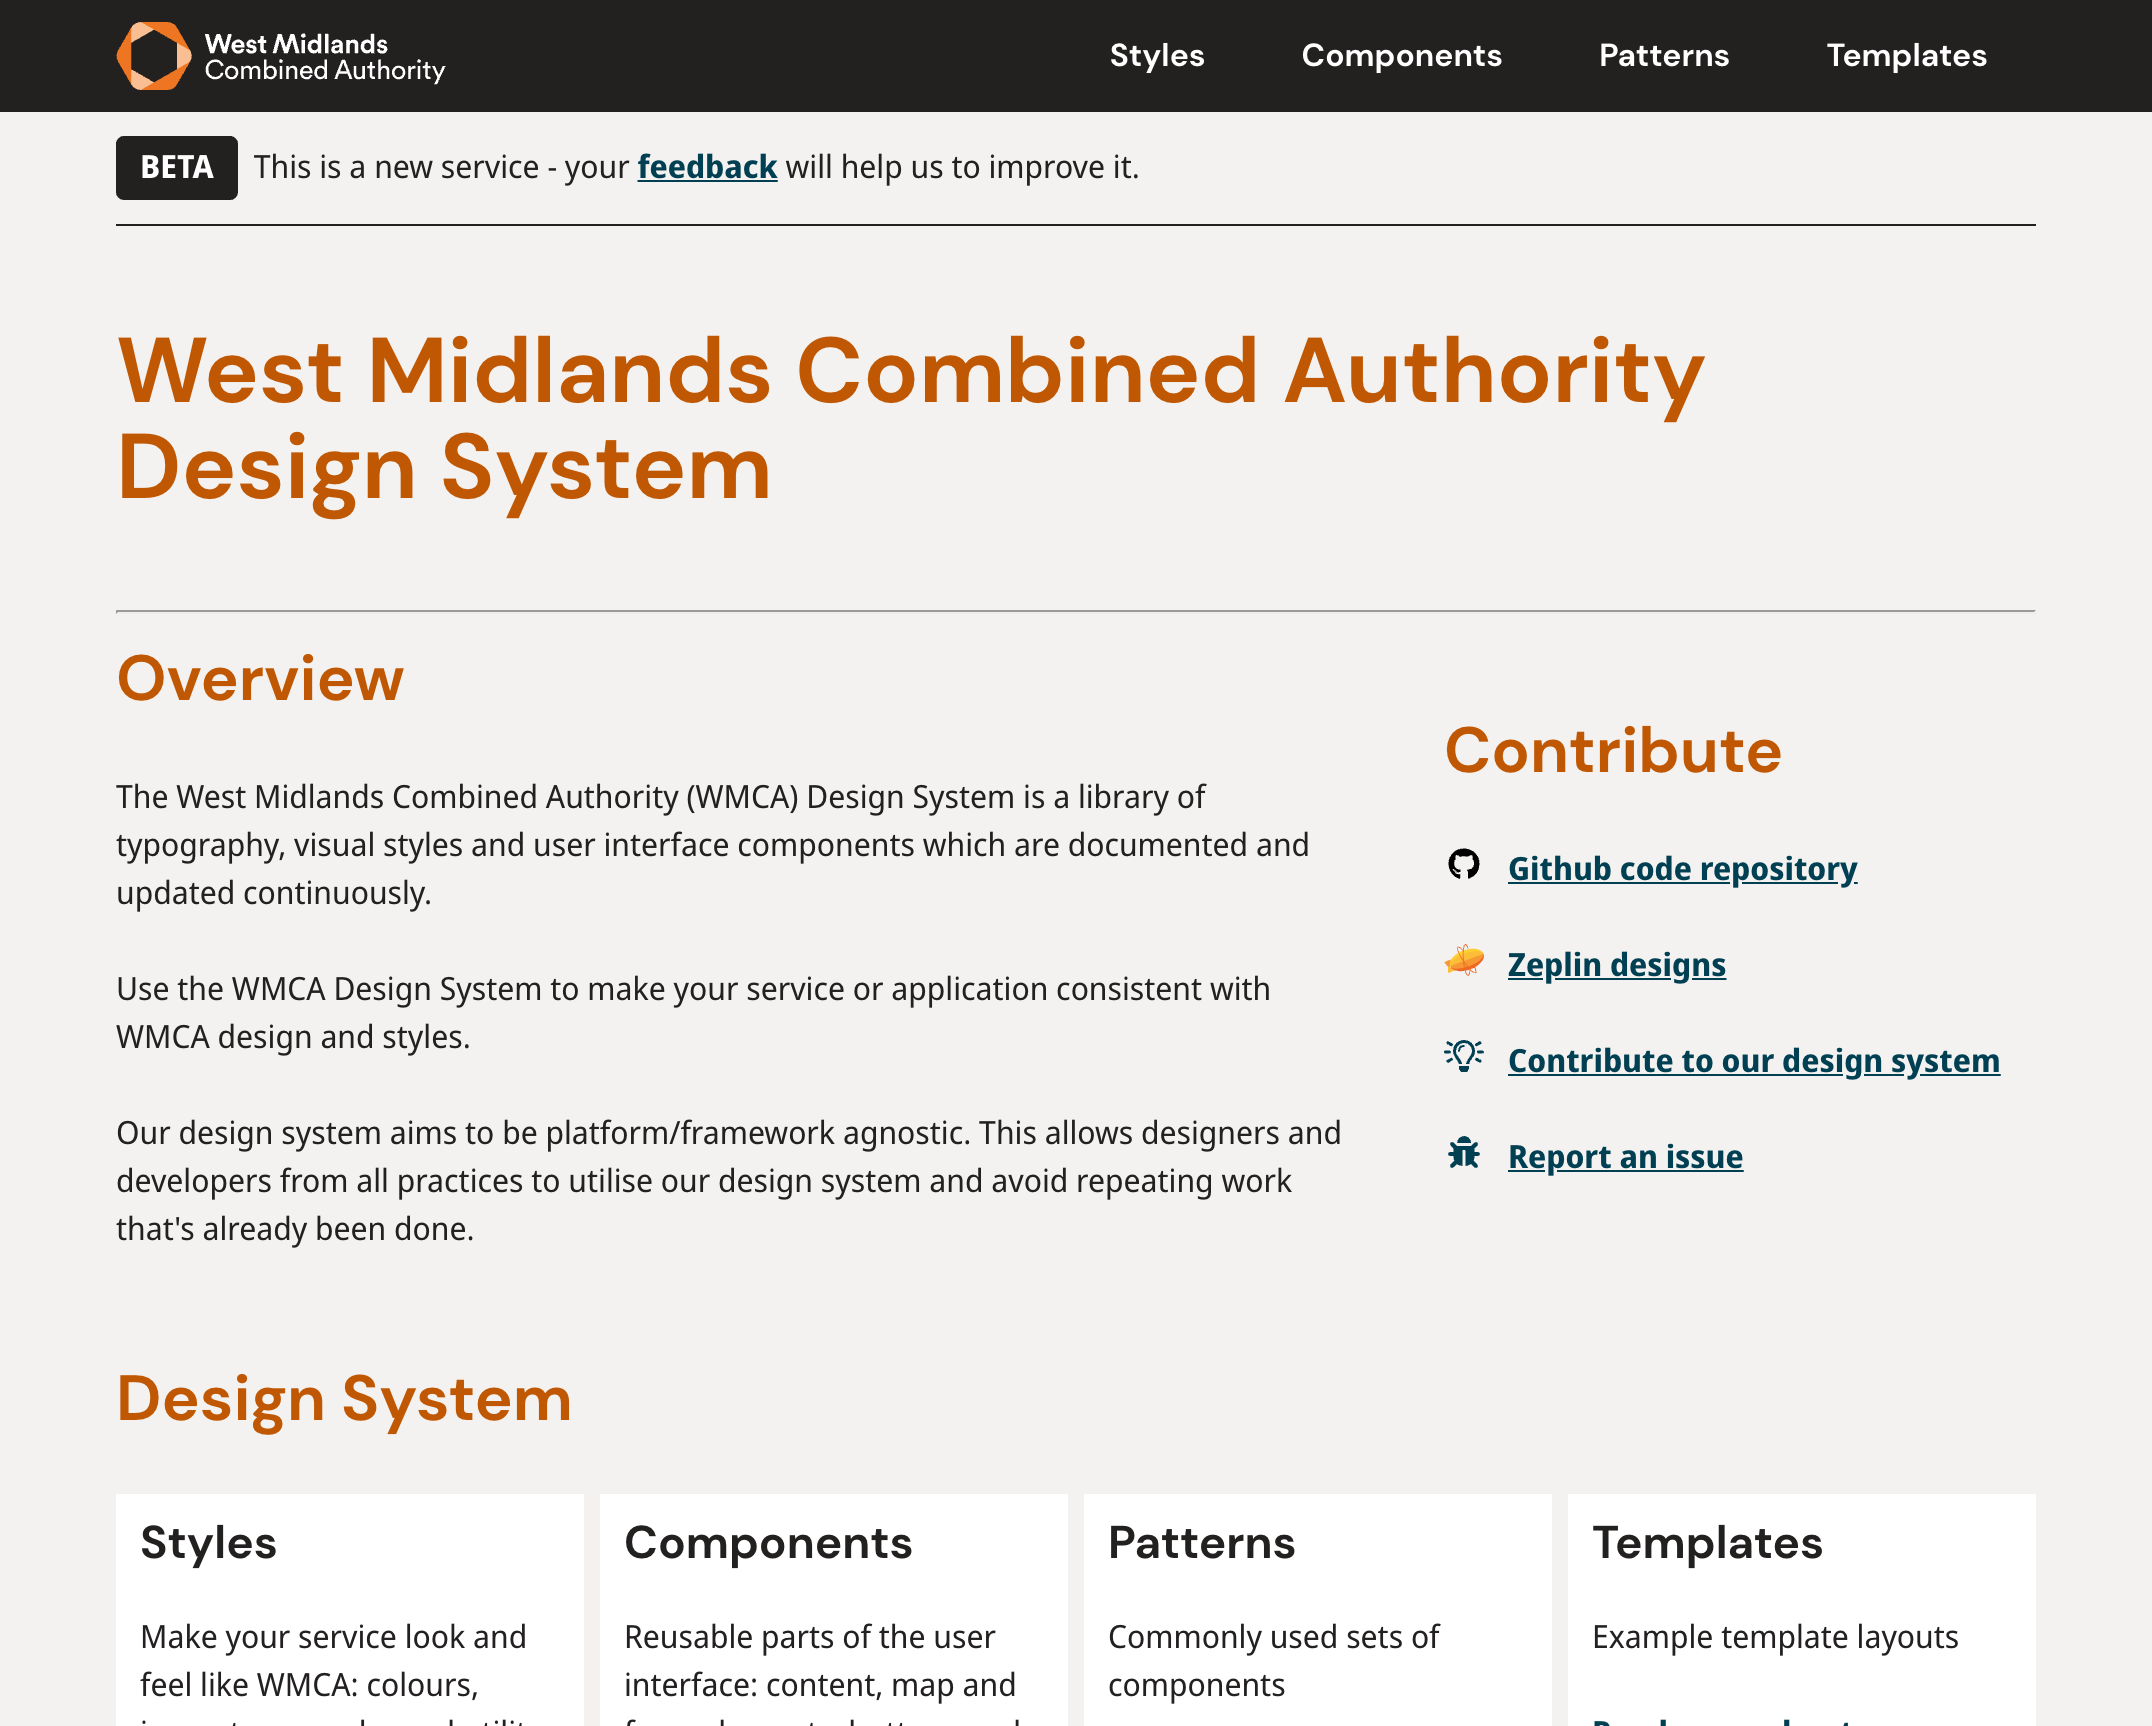 West Midlands
Combined Authority
Styles
Components
Patterns
Templates
BETA
This is a new service - your feedback will help us to improve it.
West Midlands Combined Authority
Design System
Overview
The West Midlands Combined Authority (WMCA) Design System is a library of
typography, visual styles and user interface components which are documented and
updated continuously.
Use the WMCA Design System to make your service or application consistent with
WMCA design and styles.
Our design system aims to be platform/framework agnostic. This allows designers and
developers from all practices to utilise our design system and avoid repeating work
that's already been done.
Contribute
Github code repository
Zeplin designs
Contribute to our design system
Report an issue
Design System
Styles
Make your service look and
feel like WMCA: colours,
Components
Reusable parts of the user
interface: content, map and
Patterns
Commonly used sets of
components
Templates
Example template layouts